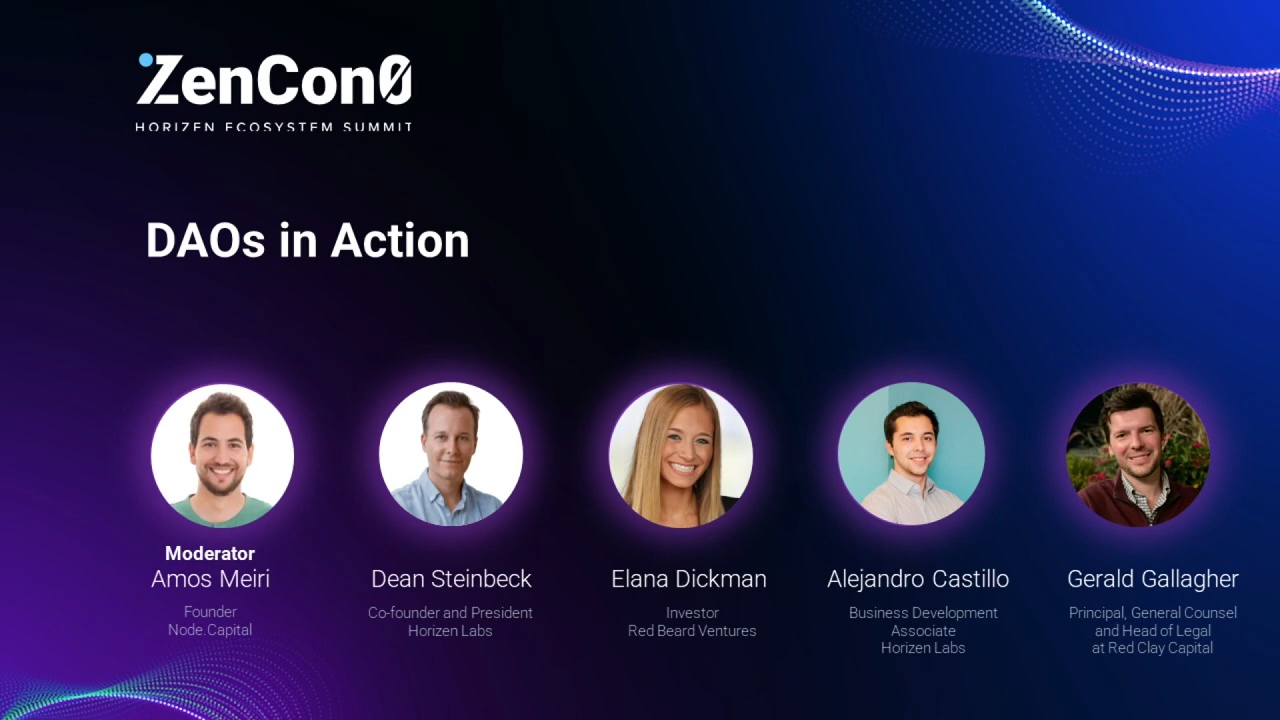 ZenCon0
HORIZEN ECOSYSTEM SUMMIT
DAOs in Action
Moderator
Amos Meiri
Founder
Node.Capital
Dean Steinbeck
Co-founder and President
Horizen Labs
Elana Dickman
Investor
Red Beard Ventures
Alejandro Castillo
Business Development
Associate
Horizen Labs
Gerald Gallagher
Principal, General Counsel
and Head of Legal
at Red Clay Capital